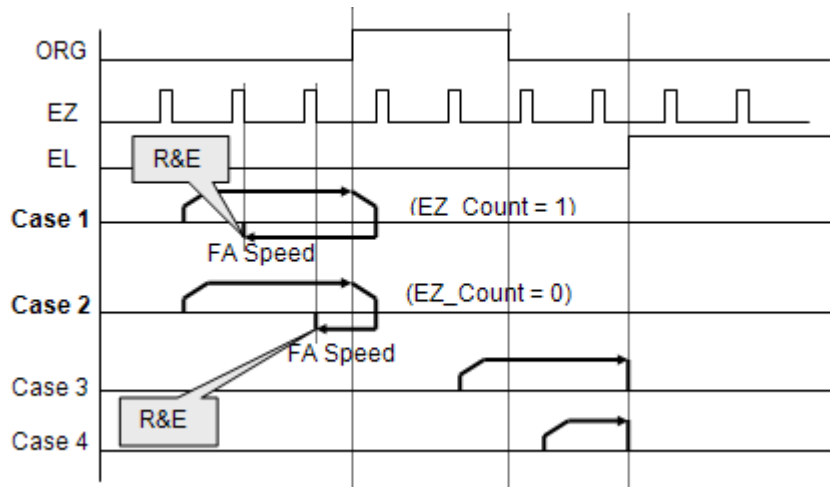 ORG
EZ
EL
R&E
Case 1
(EZ_Count = 1)
FA Speed
Case 2
(EZ_Count = 0)
FA Speed
Case 3
R&E
Case 4